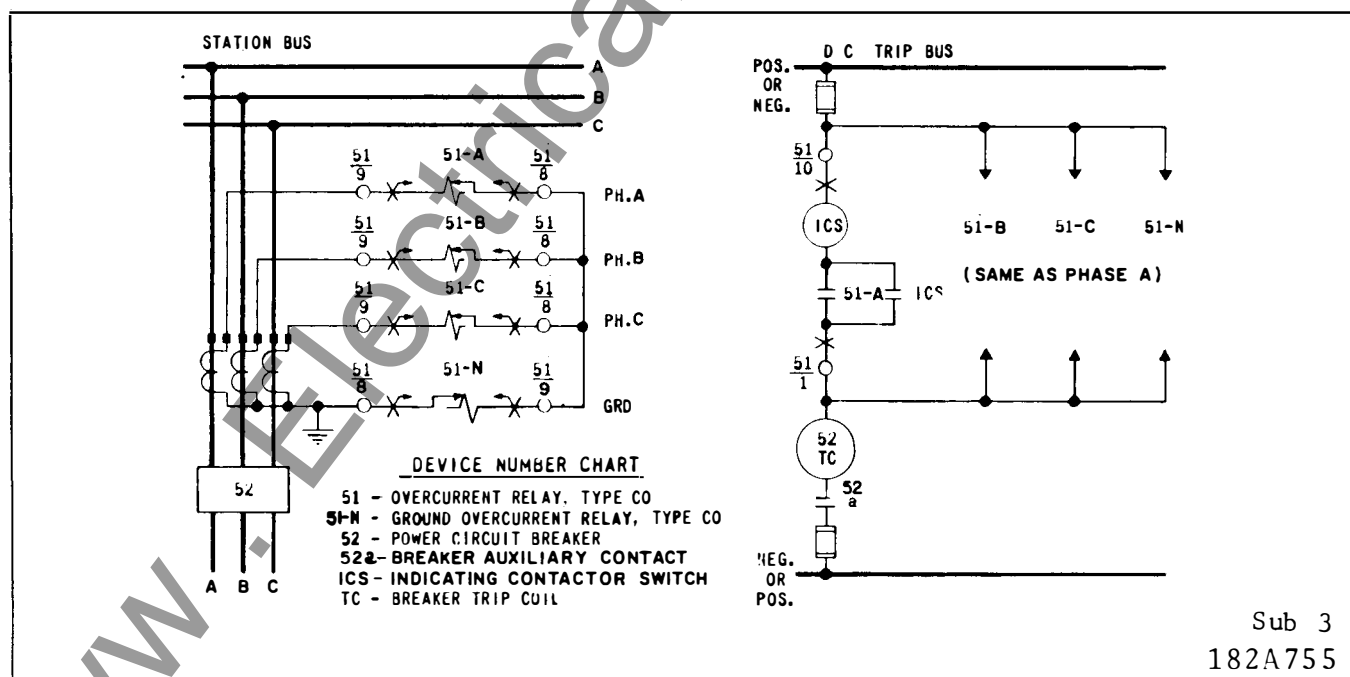 STATION BUS
A
B
C
51
9
51-A
51
8
PH.A
51
9
51-B
51
8
PH.B
51
9
51-C
51
8
PH.C
51
8
51-N
51
9
GRD
52
A B C
DEVICE NUMBER CHART
51 - OVERCURRENT RELAY, TYPE CO
51-N - GROUND OVERCURRENT RELAY, TYPE CO
52 - POWER CIRCUIT BREAKER
52a - BREAKER AUXILIARY CONTACT
ICS - INDICATING CONTACTOR SWITCH
TC - BREAKER TRIP COIL
D C TRIP BUS
POS.
OR
NEG.
51
10
ICS
51-A
ICS
51-B 51-C 51-N
(SAME AS PHASE A)
51
1
52
TC
52
a
NEG.
OR
POS.
Sub 3
182A755
w. Electrica